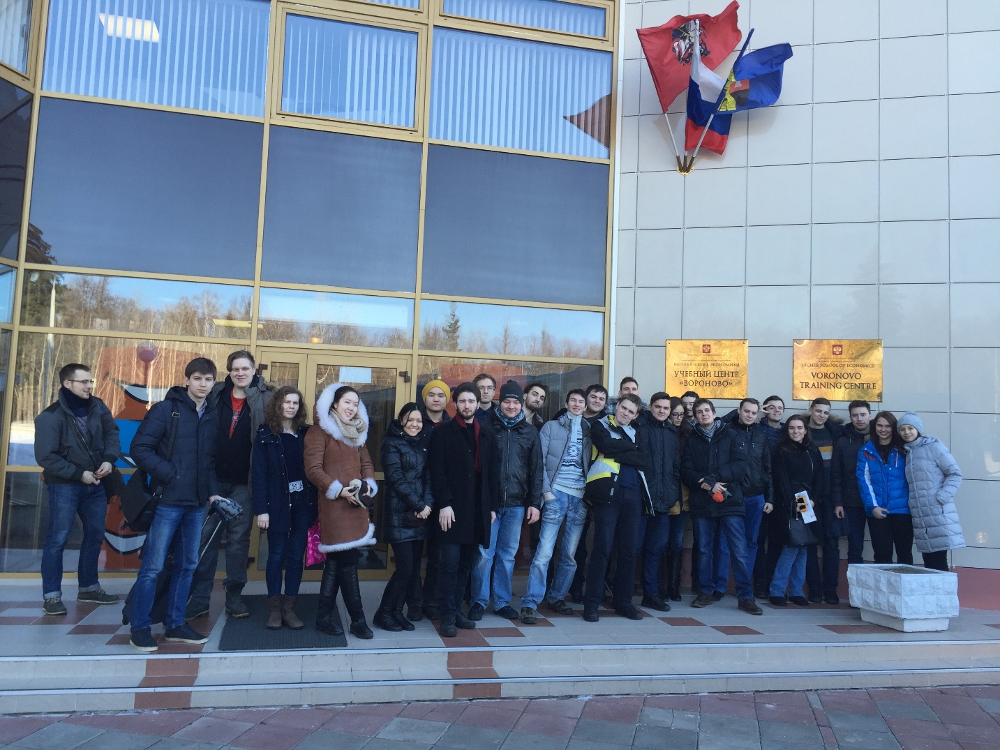 ВЫСШАЯ ШКОЛА ЭКОНОМИКИ
УЧЕБНЫЙ ЦЕНТР
«ВОРОНОВО»
HIGHER SCHOOL OF ECONOMICS
VORONOVO
TRAINING CENTRE